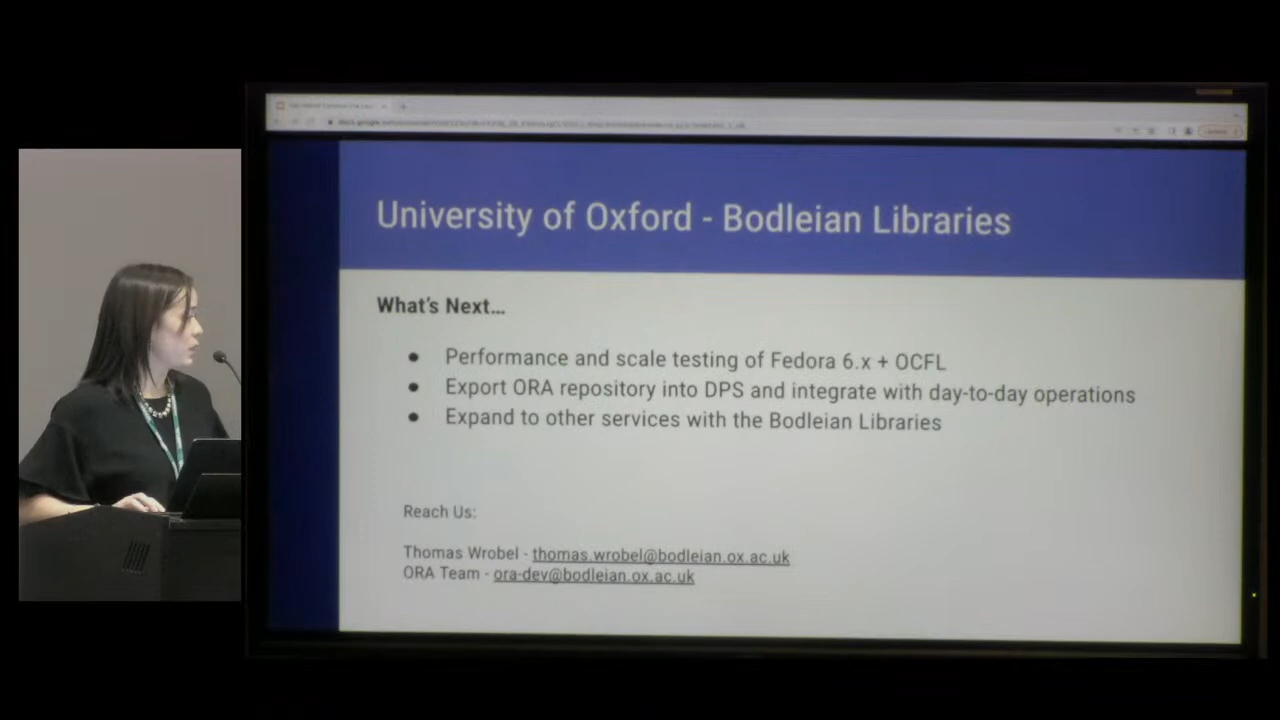 University of Oxford - Bodleian Libraries
What's Next...
● Performance and scale testing of Fedora 6.x + OCFL
● Export ORA repository into DPS and integrate with day-to-day operations
● Expand to other services with the Bodleian Libraries
Reach Us:
Thomas Wrobel - thomas.wrobel@bodleian.ox.ac.uk
ORA Team - ora-dev@bodleian.ox.ac.uk